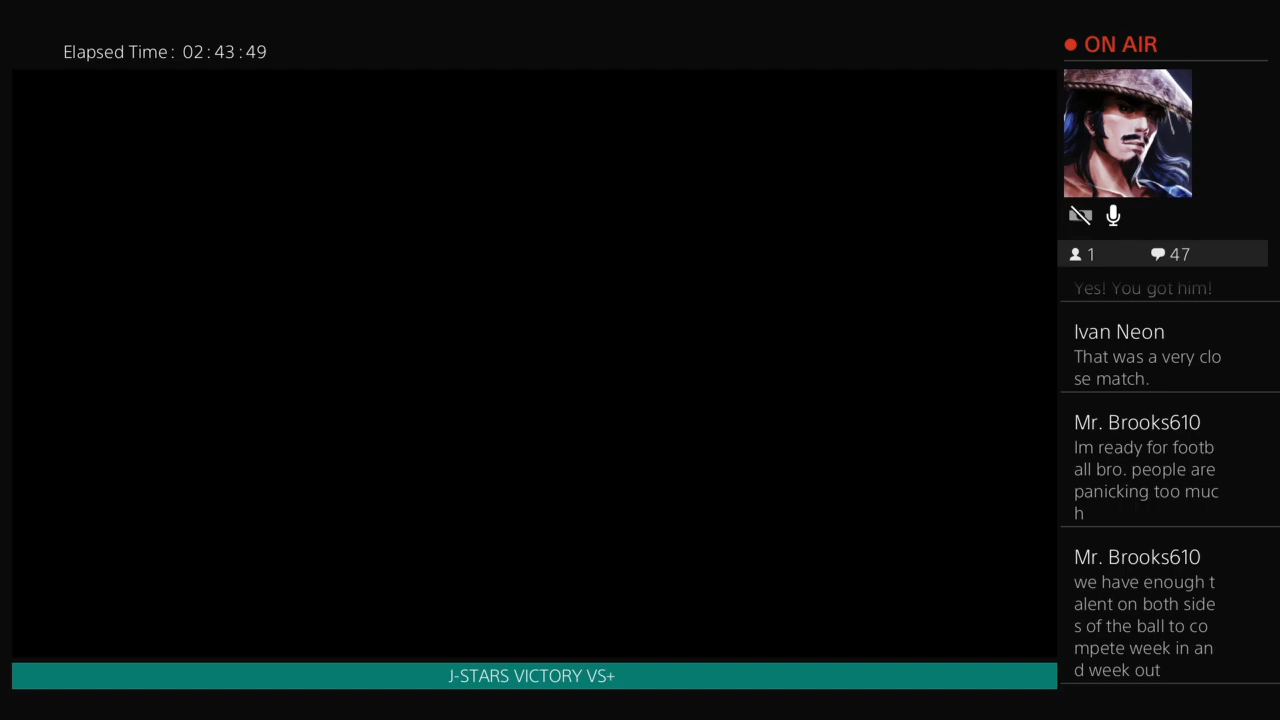 Elapsed Time: 02:43:49
ON AIR
1 47
Yes! You got him!
Ivan Neon
That was a very clo
se match.
Mr. Brooks610
Im ready for footb
all bro. people are
panicking too muc
h
Mr. Brooks610
we have enough t
alent on both side
s of the ball to co
mpete week in an
d week out
J-STARS VICTORY VS+